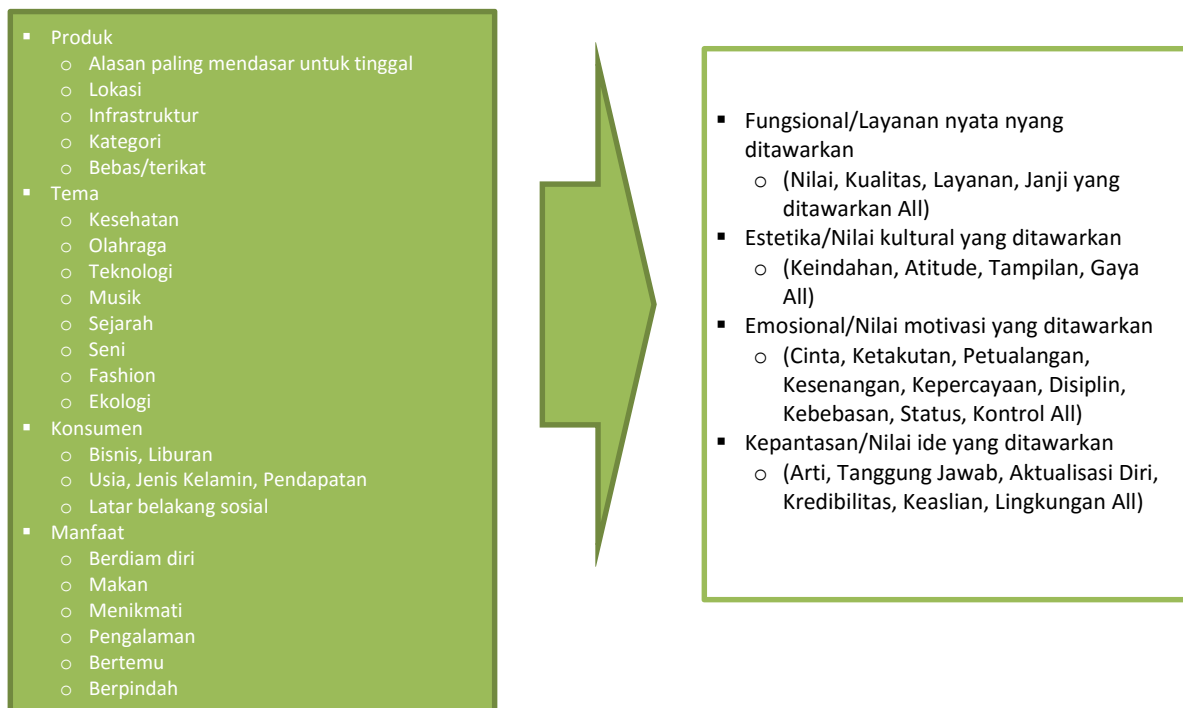 ▪ Produk
o Alasan paling mendasar untuk tinggal
o Lokasi
o Infrastruktur
o Kategori
o Bebas/terikat
▪ Tema
o Kesehatan
o Olahraga
o Teknologi
o Musik
o Sejarah
o Seni
o Fashion
o Ekologi
▪ Konsumen
o Bisnis, Liburan
o Usia, Jenis Kelamin, Pendapatan
o Latar belakang sosial
▪ Manfaat
o Berdiam diri
o Makan
o Menikmati
o Pengalaman
o Bertemu
o Berpindah
▪ Fungsional/Layanan nyata nyang
ditawarkan
o (Nilai, Kualitas, Layanan, Janji yang
ditawarkan All)
▪ Estetika/Nilai kultural yang ditawarkan
o (Keindahan, Atitude, Tampilan, Gaya
All)
▪ Emosional/Nilai motivasi yang ditawarkan
o (Cinta, Ketakutan, Petualangan,
Kesenangan, Kepercayaan, Disiplin,
Kebebasan, Status, Kontrol All)
▪ Kepantasan/Nilai ide yang ditawarkan
o (Arti, Tanggung Jawab, Aktualisasi Diri,
Kredibilitas, Keaslian, Lingkungan All)